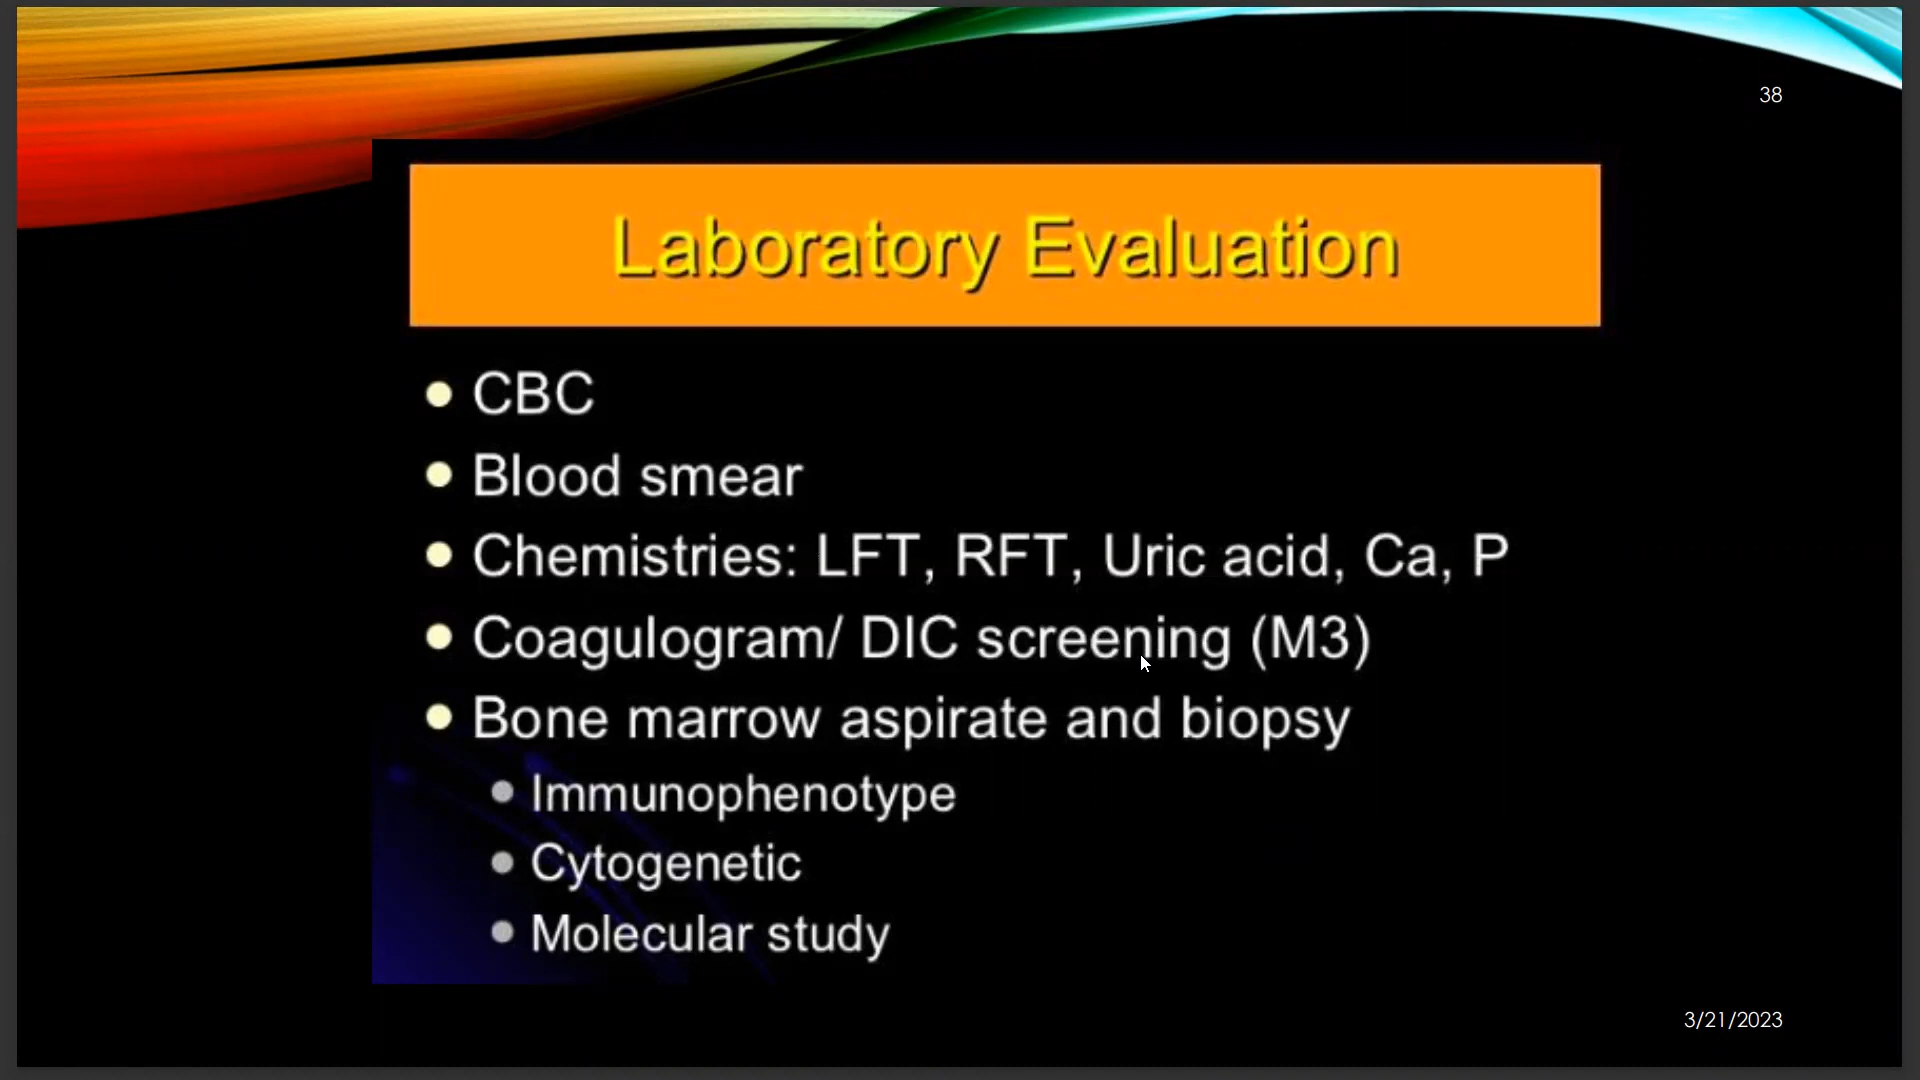 38
Laboratory Evaluation
CBC
Blood smear
Chemistries: LFT, RFT, Uric acid, Ca, P
Coagulogram/ DIC screening (M3)
Bone marrow aspirate and biopsy
Immunophenotype
Cytogenetic
Molecular study
3/21/2023